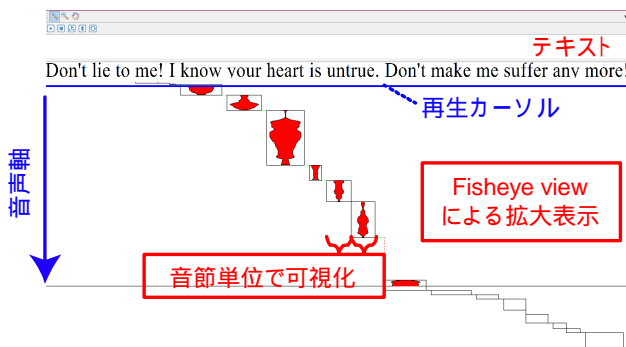 テキスト
Don't lie to me! I know your heart is untrue. Don't make me suffer any more!
再生カーソル
音声軸
Fisheye view
による拡大表示
音節単位で可視化